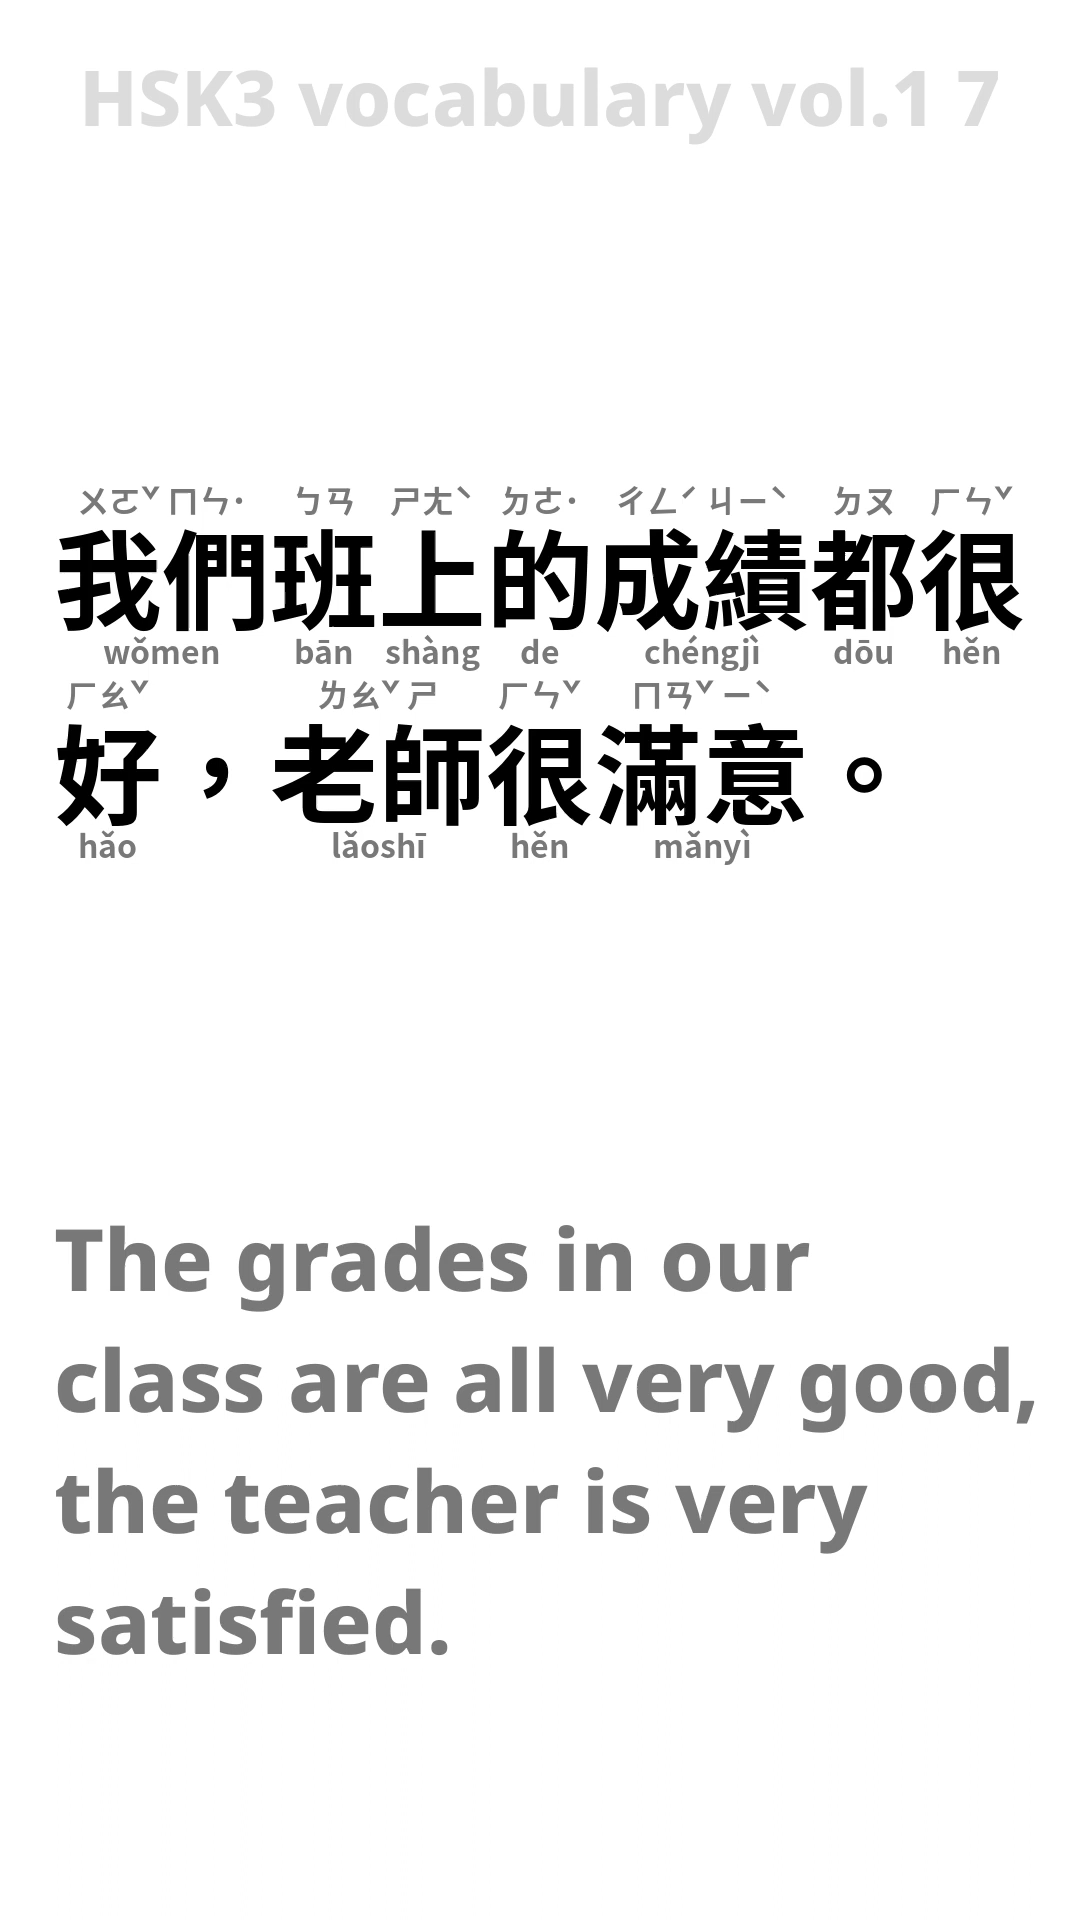 HSK3 vocabulary vol.1 7
ㄨㄛˇ ㄇㄣ˙ ㄅㄢ ㄕㄤˋ ㄉㄜ˙ ㄔㄥˊ ㄐㄧˋ ㄉㄡ ㄏㄣˇ
我們班上的成績都很
wǒmen bān shàng de chéngjì dōu hěn
ㄏㄠˇ ㄌㄠˇ ㄕ ㄏㄣˇ ㄇㄢˇ ㄧˋ
好，老師很滿意。
hǎo lǎoshī hěn mǎnyì
The grades in our
class are all very good,
the teacher is very
satisfied.